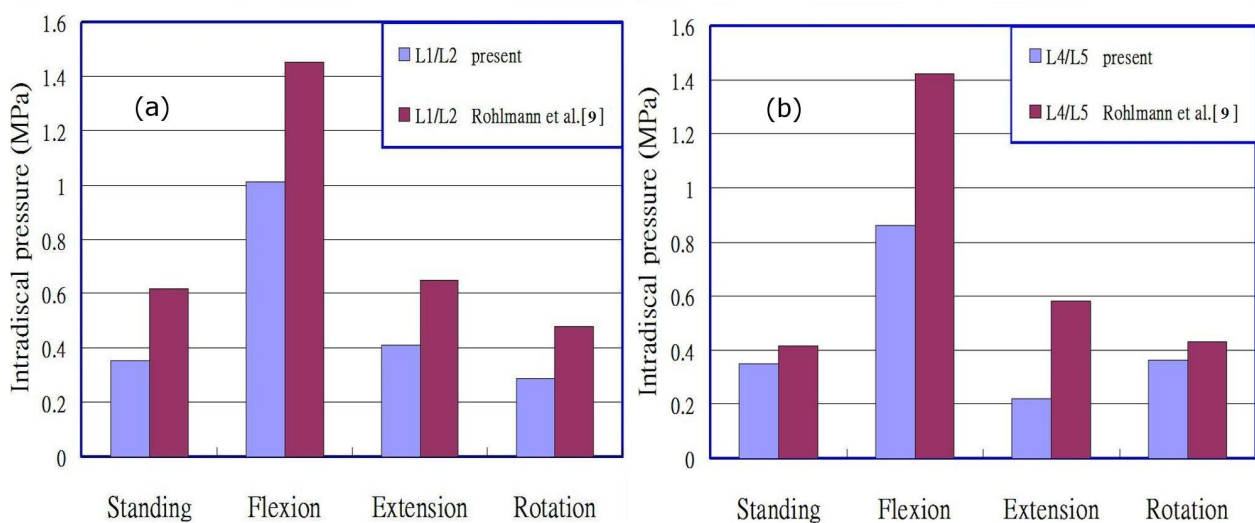 (a)
Intradiscal pressure (MPa)
1.6
1.4
1.2
1
0.8
0.6
0.4
0.2
0
L1/L2 present
L1/L2 Rohlmann et al.[9]
Standing Flexion Extension Rotation
(b)
Intradiscal pressure (MPa)
1.6
1.4
1.2
1
0.8
0.6
0.4
0.2
0
L4/L5 present
L4/L5 Rohlmann et al.[9]
Standing Flexion Extension Rotation